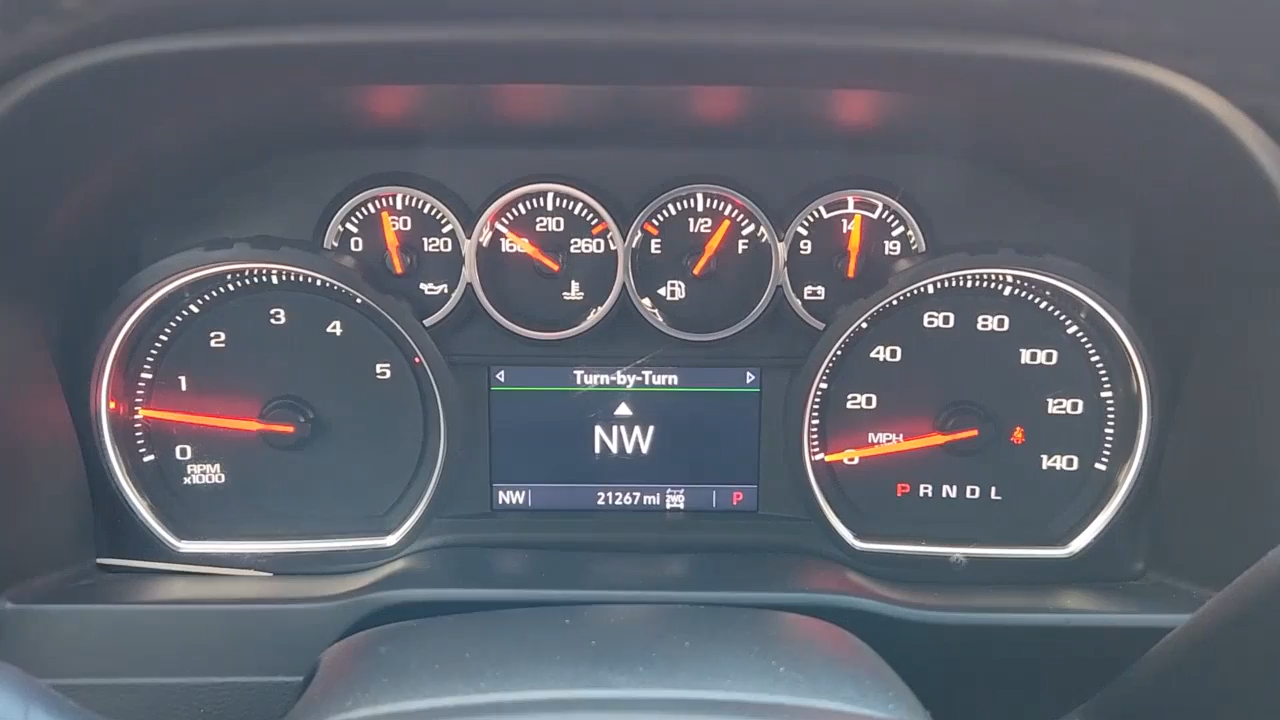 0 60 120
160 210 260
E 1/2 F
9 14 19
0 1 2 3 4 5
RPM
x1000
Turn-by-Turn
NW
NW 21267 mi 2WD P
0 20 40 60 80 100 120 140
MPH
P R N D L